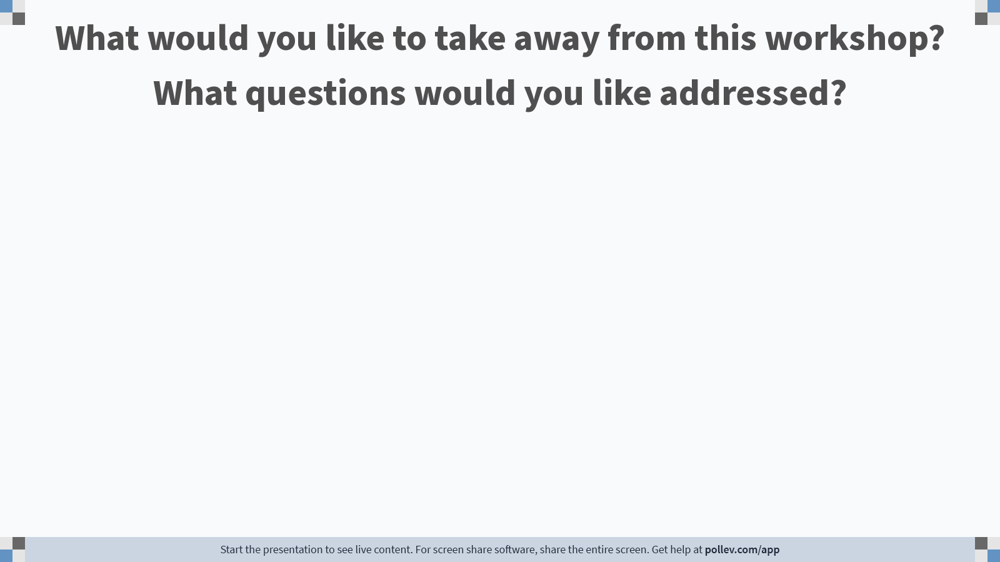 What would you like to take away from this workshop?
What questions would you like addressed?
Start the presentation to see live content. For screen share software, share the entire screen. Get help at pollev.com/app